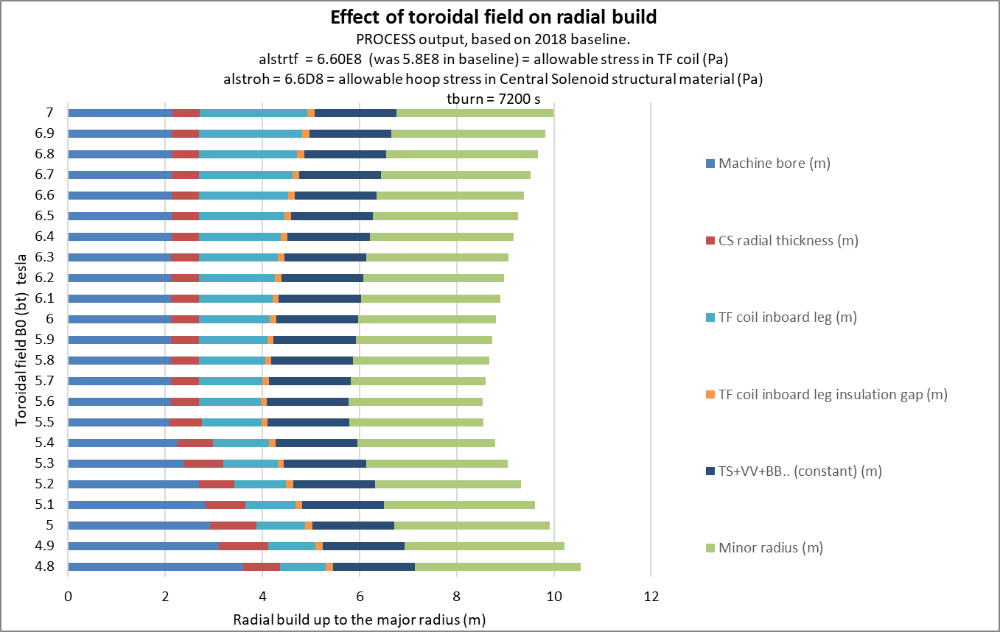 Effect of toroidal field on radial build
PROCESS output, based on 2018 baseline.
alstrtf  = 6.60E8  (was 5.8E8 in baseline) = allowable stress in TF coil (Pa)
alstroh = 6.6D8 = allowable hoop stress in Central Solenoid structural material (Pa)
tburn = 7200 s
7
6.9
6.8
6.7
6.6
6.5
6.4
6.3
6.2
6.1
6
5.9
5.8
5.7
5.6
5.5
5.4
5.3
5.2
5.1
5
4.9
4.8
Toroidal field B0 (bt)  tesla
0
2
4
6
8
10
12
Radial build up to the major radius (m)
Machine bore (m)
CS radial thickness (m)
TF coil inboard leg (m)
TF coil inboard leg insulation gap (m)
TS+VV+BB.. (constant) (m)
Minor radius (m)